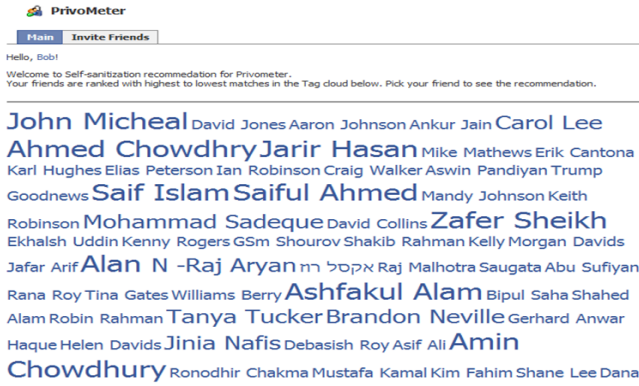 PrivoMeter
Main Invite Friends
Hello, Bob!
Welcome to Self-sanitization recommedation for Privometer.
Your friends are ranked with highest to lowest matches in the Tag cloud below. Pick your friend to see the recommendation.
John Micheal David Jones Aaron Johnson Ankur Jain Carol Lee
Ahmed Chowdhry Jarir Hasan Mike Mathews Erik Cantona
Karl Hughes Elias Peterson Ian Robinson Craig Walker Aswin Pandiyan Trump
Goodnews Saif Islam Saiful Ahmed Mandy Johnson Keith
Robinson Mohammad Sadeque David Collins Zafer Sheikh
Ekhalsh Uddin Kenny Rogers GSm Shourov Shakib Rahman Kelly Morgan Davids
Jafar Arif Alan N -Raj Aryan אקסל רוז Raj Malhotra Saugata Abu Sufiyan
Rana Roy Tina Gates Williams Berry Ashfakul Alam Bipul Saha Shahed
Alam Robin Rahman Tanya Tucker Brandon Neville Gerhard Anwar
Haque Helen Davids Jinia Nafis Debasish Roy Asif Ali Amin
Chowdhury Ronodhir Chakma Mustafa Kamal Kim Fahim Shane Lee Dana